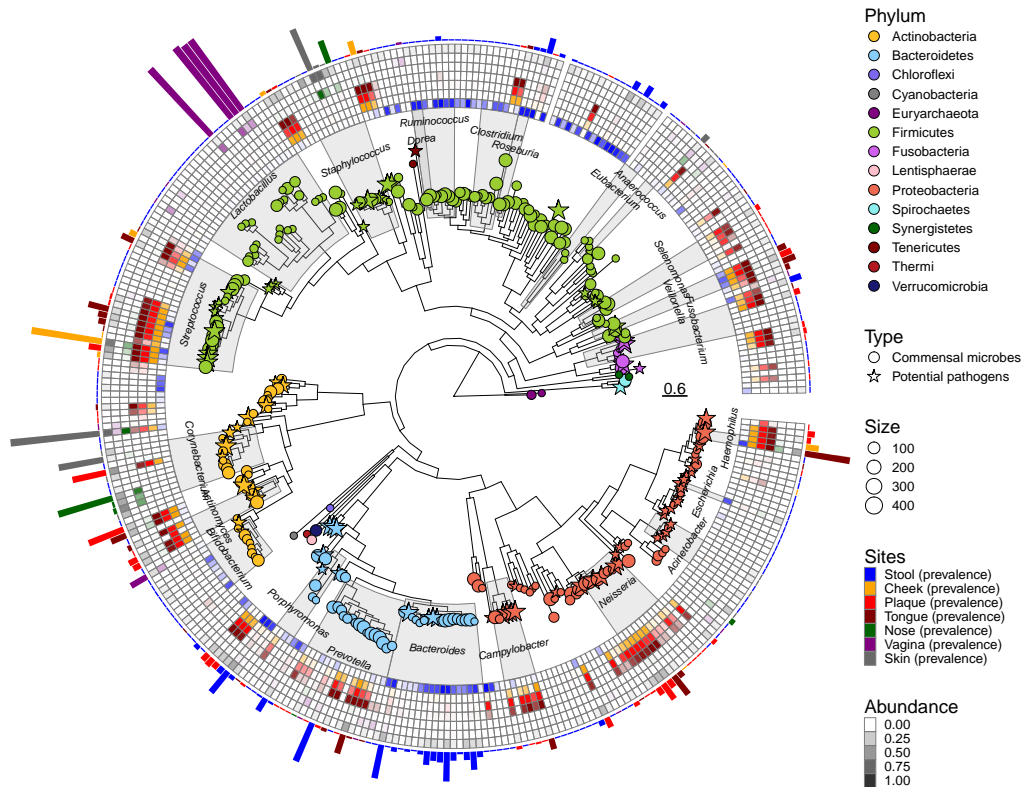 Phylum
Actinobacteria
Bacteroidetes
Chloroflexi
Cyanobacteria
Euryarchaeota
Firmicutes
Fusobacteria
Lentisphaerae
Proteobacteria
Spirochaetes
Synergistetes
Tenericutes
Thermi
Verrucomicrobia
Type
Commensal microbes
Potential pathogens
Size
100
200
300
400
Sites
Stool (prevalence)
Cheek (prevalence)
Plaque (prevalence)
Tongue (prevalence)
Nose (prevalence)
Vagina (prevalence)
Skin (prevalence)
Abundance
0.00
0.25
0.50
0.75
1.00
Ruminococcus
Dorea
Clostridium
Roseburia
Staphylococcus
Lactobacillus
Streptococcus
Anaerococcus
Eubacterium
Selenomonas
Veillonella
Fusobacterium
0.6
Corynebacterium
Actinomyces
Bifidobacterium
Porphyromonas
Prevotella
Bacteroides
Campylobacter
Neisseria
Acinetobacter
Escherichia
Haemophilus